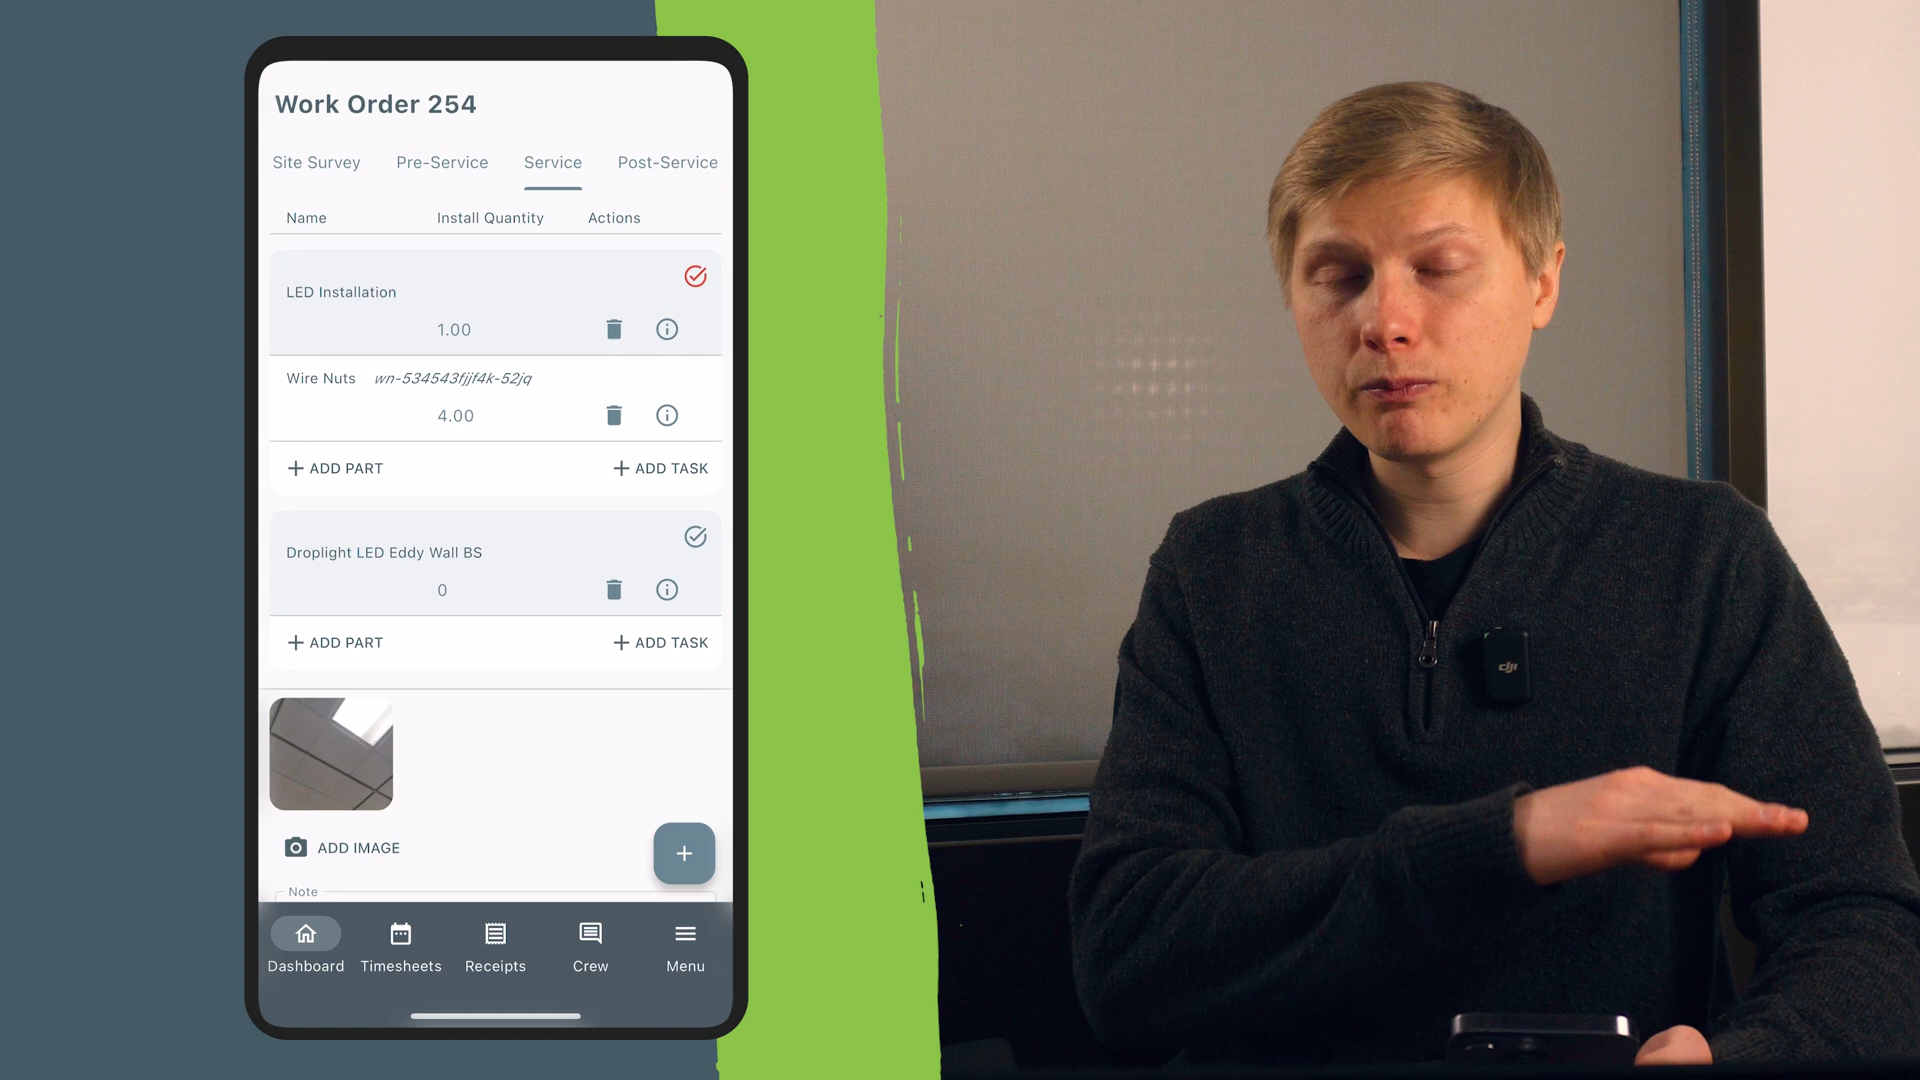 Work Order 254
Site Survey Pre-Service Service Post-Service
Name Install Quantity Actions
LED Installation
1.00
Wire Nuts wn-534543fjjf4k-52jq
4.00
+ ADD PART + ADD TASK
Droplight LED Eddy Wall BS
0
+ ADD PART + ADD TASK
ADD IMAGE
Note
Dashboard Timesheets Receipts Crew Menu
dji